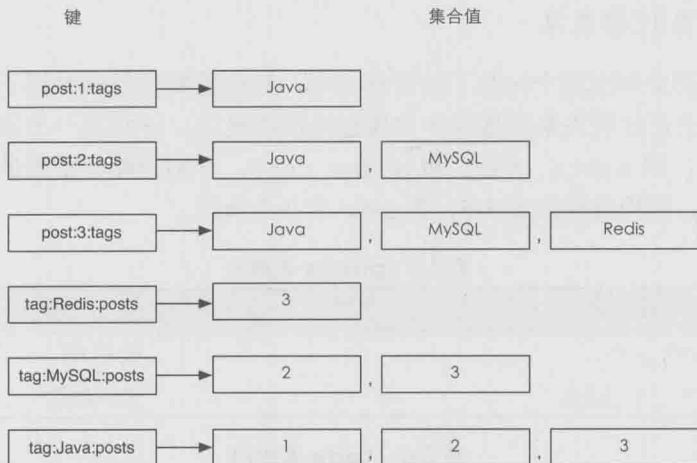 键 集合值
post:1:tags Java
post:2:tags Java , MySQL
post:3:tags Java , MySQL , Redis
tag:Redis:posts 3
tag:MySQL:posts 2 , 3
tag:Java:posts 1 , 2 , 3